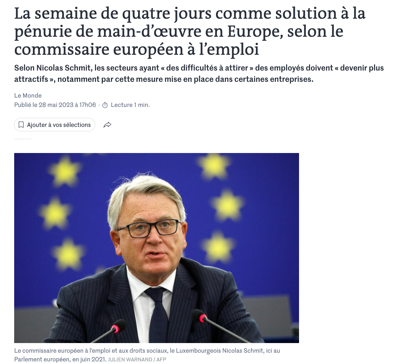 La semaine de quatre jours comme solution à la
pénurie de main-d’œuvre en Europe, selon le
commissaire européen à l’emploi
Selon Nicolas Schmit, les secteurs ayant « des difficultés à attirer » des employés doivent « devenir plus
attractifs », notamment par cette mesure mise en place dans certaines entreprises.
Le Monde
Publié le 28 mai 2023 à 17h06 · Lecture 1 min.
Ajouter à vos sélections
Le commissaire européen à l’emploi et aux droits sociaux, le Luxembourgeois Nicolas Schmit, ici au
Parlement européen, en juin 2021. JULIEN WARNAND / AFP